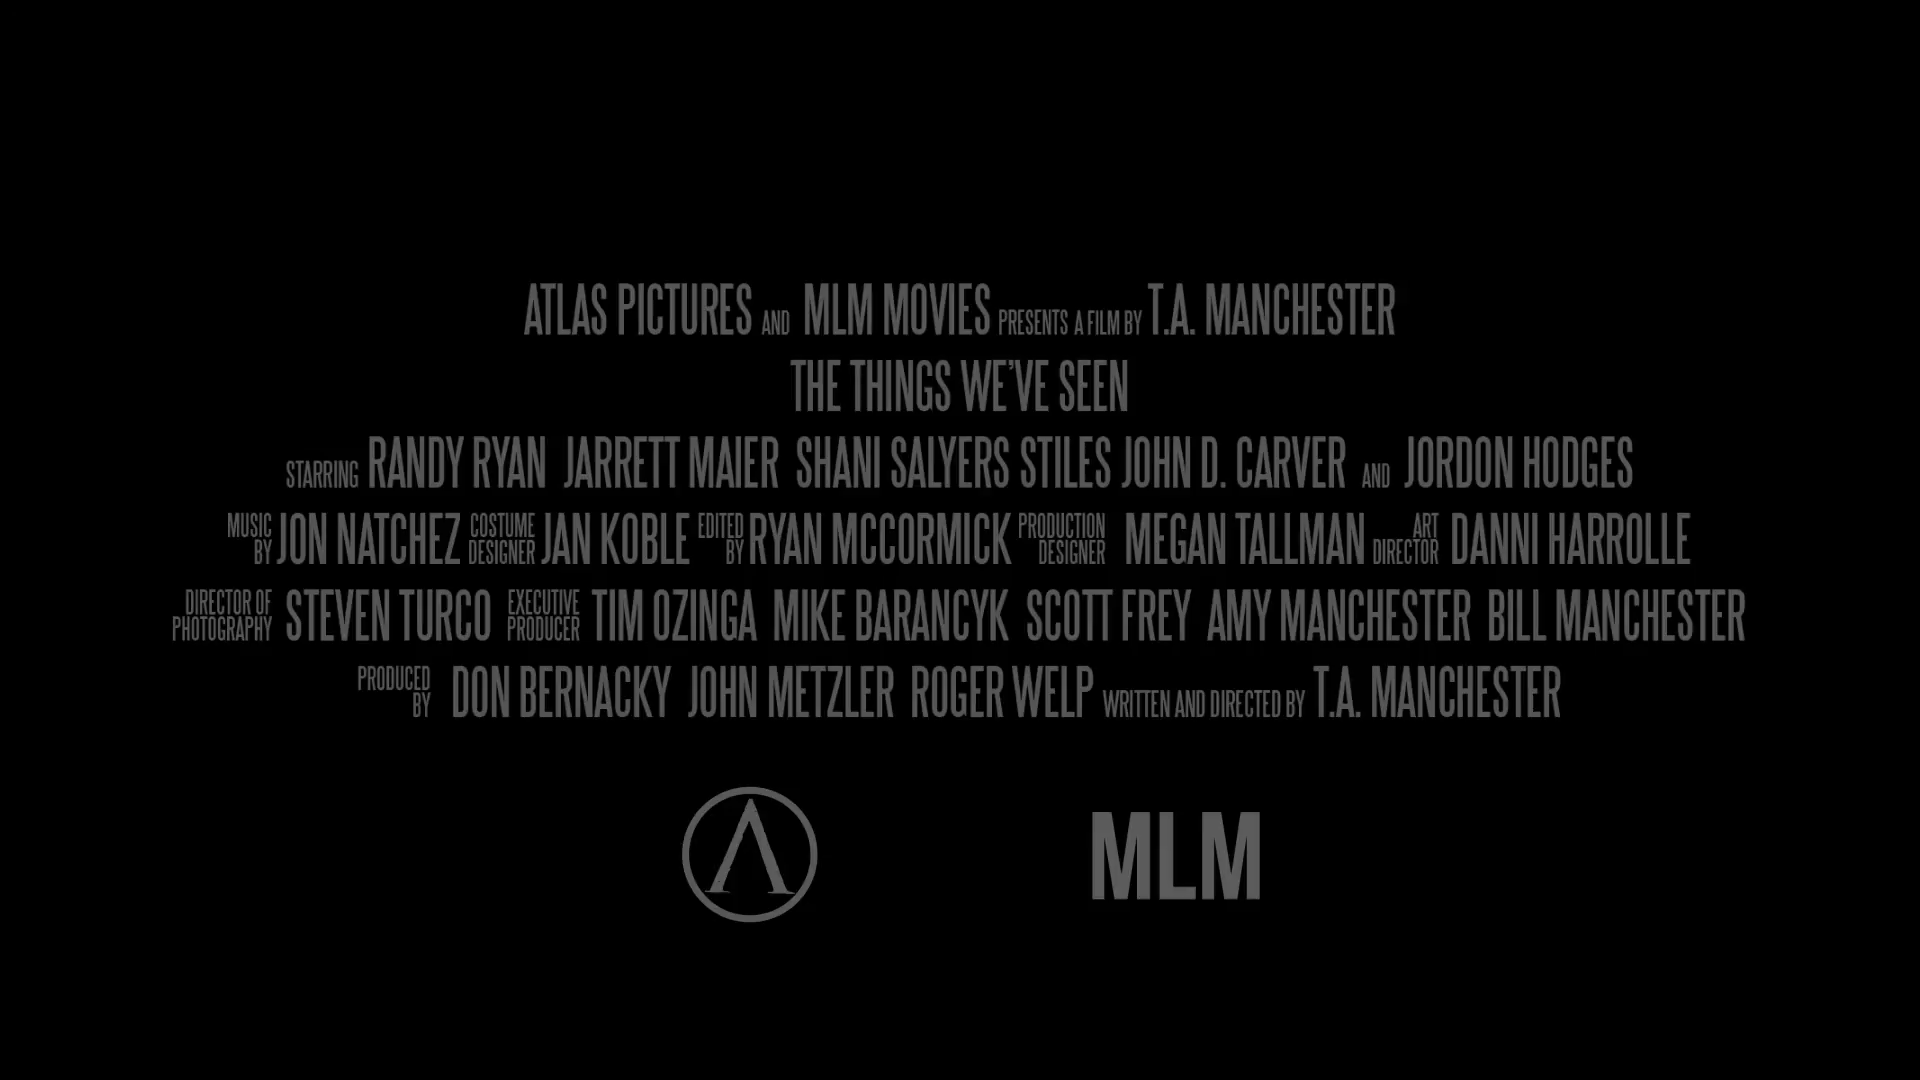 ATLAS PICTURES AND MLM MOVIES PRESENTS A FILM BY T.A. MANCHESTER
THE THINGS WE'VE SEEN
STARRING RANDY RYAN JARRETT MAIER SHANI SALYERS STILES JOHN D. CARVER AND JORDON HODGES
MUSIC BY JON NATCHEZ COSTUME DESIGNER JAN KOBLE EDITED BY RYAN MCCORMICK PRODUCTION DESIGNER MEGAN TALLMAN ART DIRECTOR DANNI HARROLLE
DIRECTOR OF PHOTOGRAPHY STEVEN TURCO EXECUTIVE PRODUCER TIM OZINGA MIKE BARANCYK SCOTT FREY AMY MANCHESTER BILL MANCHESTER
PRODUCED BY DON BERNACKY JOHN METZLER ROGER WELP WRITTEN AND DIRECTED BY T.A. MANCHESTER
MLM